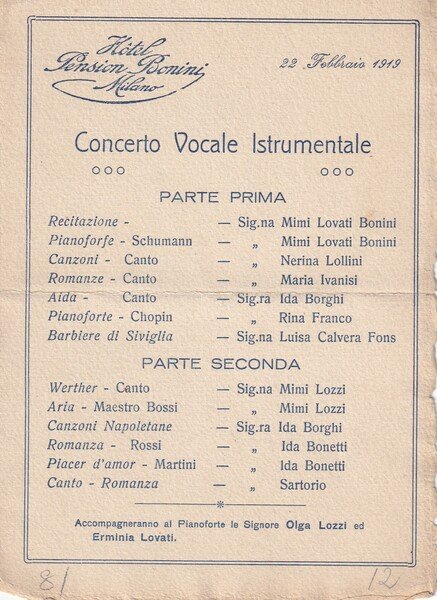 Hôtel
Pension Bonini
Milano
22 Febbraio 1919
Concerto Vocale Istrumentale
PARTE PRIMA
Recitazione - — Sig.na Mimi Lovati Bonini
Pianoforfe - Schumann — „ Mimi Lovati Bonini
Canzoni - Canto — „ Nerina Lollini
Romanze - Canto — „ Maria Ivanisi
Aida - Canto — Sig.ra Ida Borghi
Pianoforte - Chopin — „ Rina Franco
Barbiere di Siviglia — Sig.na Luisa Calvera Fons
PARTE SECONDA
Werther - Canto — Sig.na Mimi Lozzi
Aria - Maestro Bossi — „ Mimi Lozzi
Canzoni Napoletane — Sig.ra Ida Borghi
Romanza - Rossi — „ Ida Bonetti
Piacer d'amor - Martini — „ Ida Bonetti
Canto - Romanza — „ Sartorio
Accompagneranno al Pianoforte le Signore Olga Lozzi ed
Erminia Lovati.
81 12